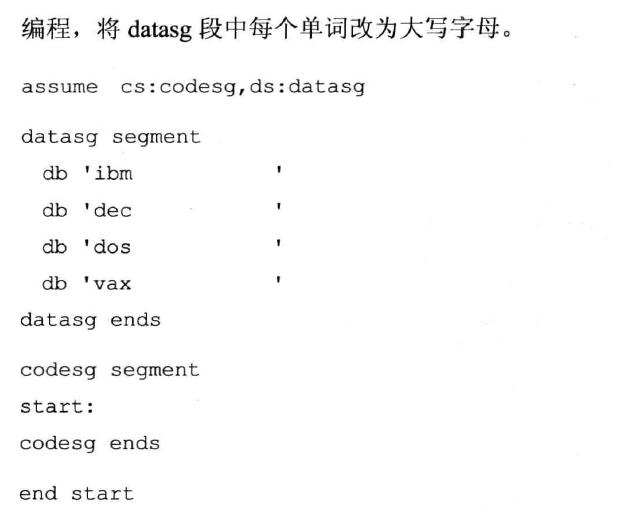 编程，将 datasg 段中每个单词改为大写字母。
assume  cs:codesg,ds:datasg
datasg segment
  db 'ibm             '
  db 'dec             '
  db 'dos             '
  db 'vax             '
datasg ends
codesg segment
start:
codesg ends
end start